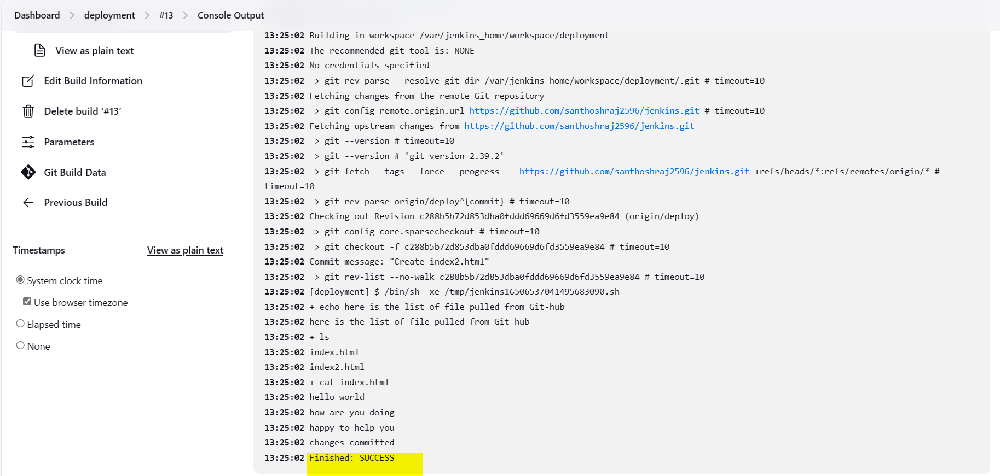 Dashboard > deployment > #13 > Console Output
View as plain text
Edit Build Information
Delete build ‘#13’
Parameters
Git Build Data
Previous Build
Timestamps View as plain text
System clock time
Use browser timezone
Elapsed time
None
13:25:02 Building in workspace /var/jenkins_home/workspace/deployment
13:25:02 The recommended git tool is: NONE
13:25:02 No credentials specified
13:25:02  > git rev-parse --resolve-git-dir /var/jenkins_home/workspace/deployment/.git # timeout=10
13:25:02 Fetching changes from the remote Git repository
13:25:02  > git config remote.origin.url https://github.com/santhoshraj2596/jenkins.git # timeout=10
13:25:02 Fetching upstream changes from https://github.com/santhoshraj2596/jenkins.git
13:25:02  > git --version # timeout=10
13:25:02  > git --version # 'git version 2.39.2'
13:25:02  > git fetch --tags --force --progress -- https://github.com/santhoshraj2596/jenkins.git +refs/heads/*:refs/remotes/origin/* #
timeout=10
13:25:02  > git rev-parse origin/deploy^{commit} # timeout=10
13:25:02 Checking out Revision c288b5b72d853dba0fddd69669d6fd3559ea9e84 (origin/deploy)
13:25:02  > git config core.sparsecheckout # timeout=10
13:25:02  > git checkout -f c288b5b72d853dba0fddd69669d6fd3559ea9e84 # timeout=10
13:25:02 Commit message: "Create index2.html"
13:25:02  > git rev-list --no-walk c288b5b72d853dba0fddd69669d6fd3559ea9e84 # timeout=10
13:25:02 [deployment] $ /bin/sh -xe /tmp/jenkins16506537041495683090.sh
13:25:02 + echo here is the list of file pulled from Git-hub
13:25:02 here is the list of file pulled from Git-hub
13:25:02 + ls
13:25:02 index.html
13:25:02 index2.html
13:25:02 + cat index.html
13:25:02 hello world
13:25:02 how are you doing
13:25:02 happy to help you
13:25:02 changes committed
13:25:02 Finished: SUCCESS